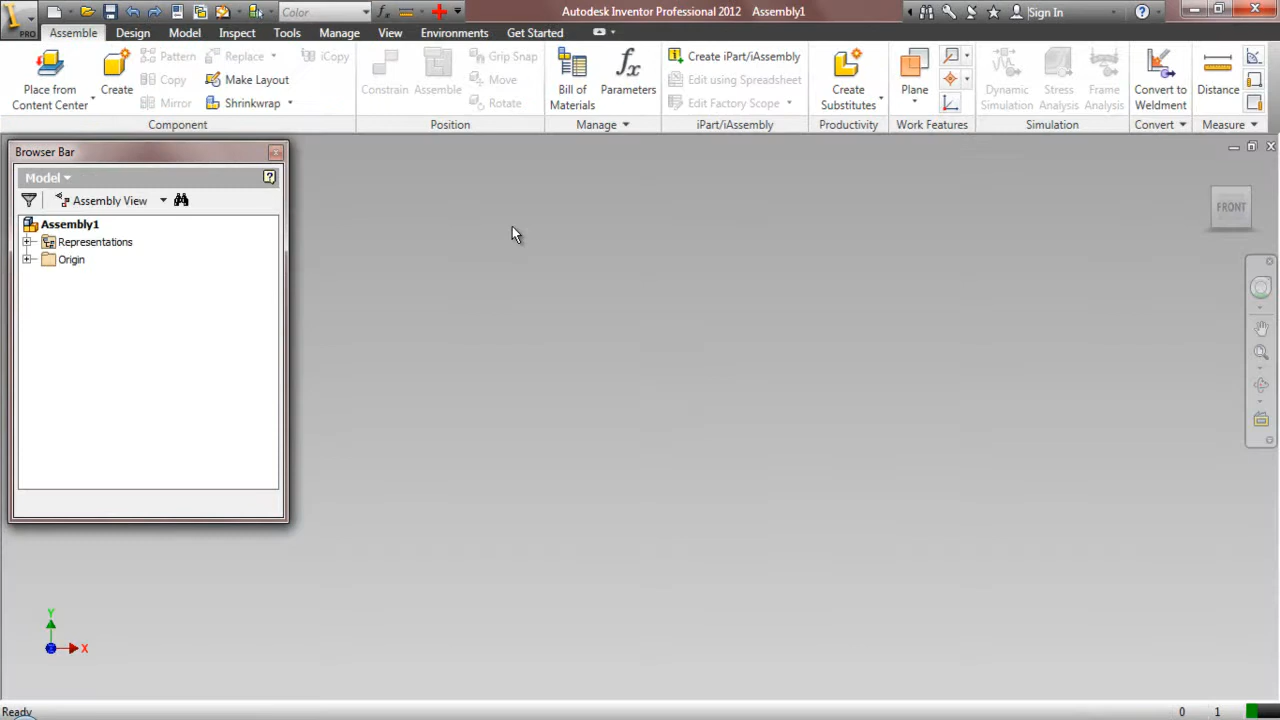 PRO
Color
Autodesk Inventor Professional 2012 Assembly1
Sign In
Assemble Design Model Inspect Tools Manage View Environments Get Started
Place from Content Center
Create
Pattern
Copy
Mirror
Replace
Make Layout
Shrinkwrap
iCopy
Component
Constrain
Assemble
Grip Snap
Move
Rotate
Position
Bill of Materials
Parameters
Manage
Create iPart/iAssembly
Edit using Spreadsheet
Edit Factory Scope
iPart/iAssembly
Create Substitutes
Productivity
Plane
Work Features
Dynamic Simulation
Stress Analysis
Frame Analysis
Simulation
Convert to Weldment
Convert
Distance
Measure
Browser Bar
Model
Assembly View
Assembly1
Representations
Origin
FRONT
Y
X
Ready
0 1